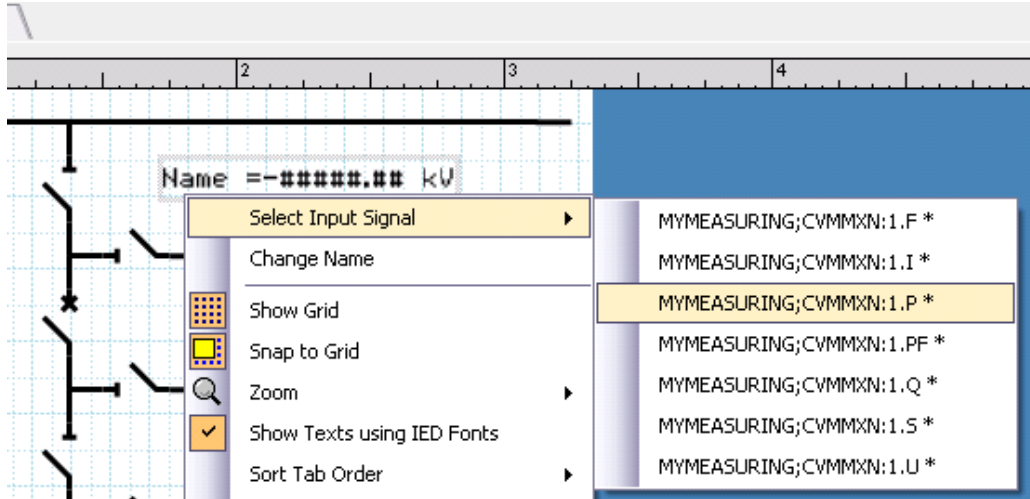 2 3 4
Name =-#####.## kV
Select Input Signal
Change Name
Show Grid
Snap to Grid
Zoom
Show Texts using IED Fonts
Sort Tab Order
MYMEASURING;CVMMXN:1.F *
MYMEASURING;CVMMXN:1.I *
MYMEASURING;CVMMXN:1.P *
MYMEASURING;CVMMXN:1.PF *
MYMEASURING;CVMMXN:1.Q *
MYMEASURING;CVMMXN:1.S *
MYMEASURING;CVMMXN:1.U *